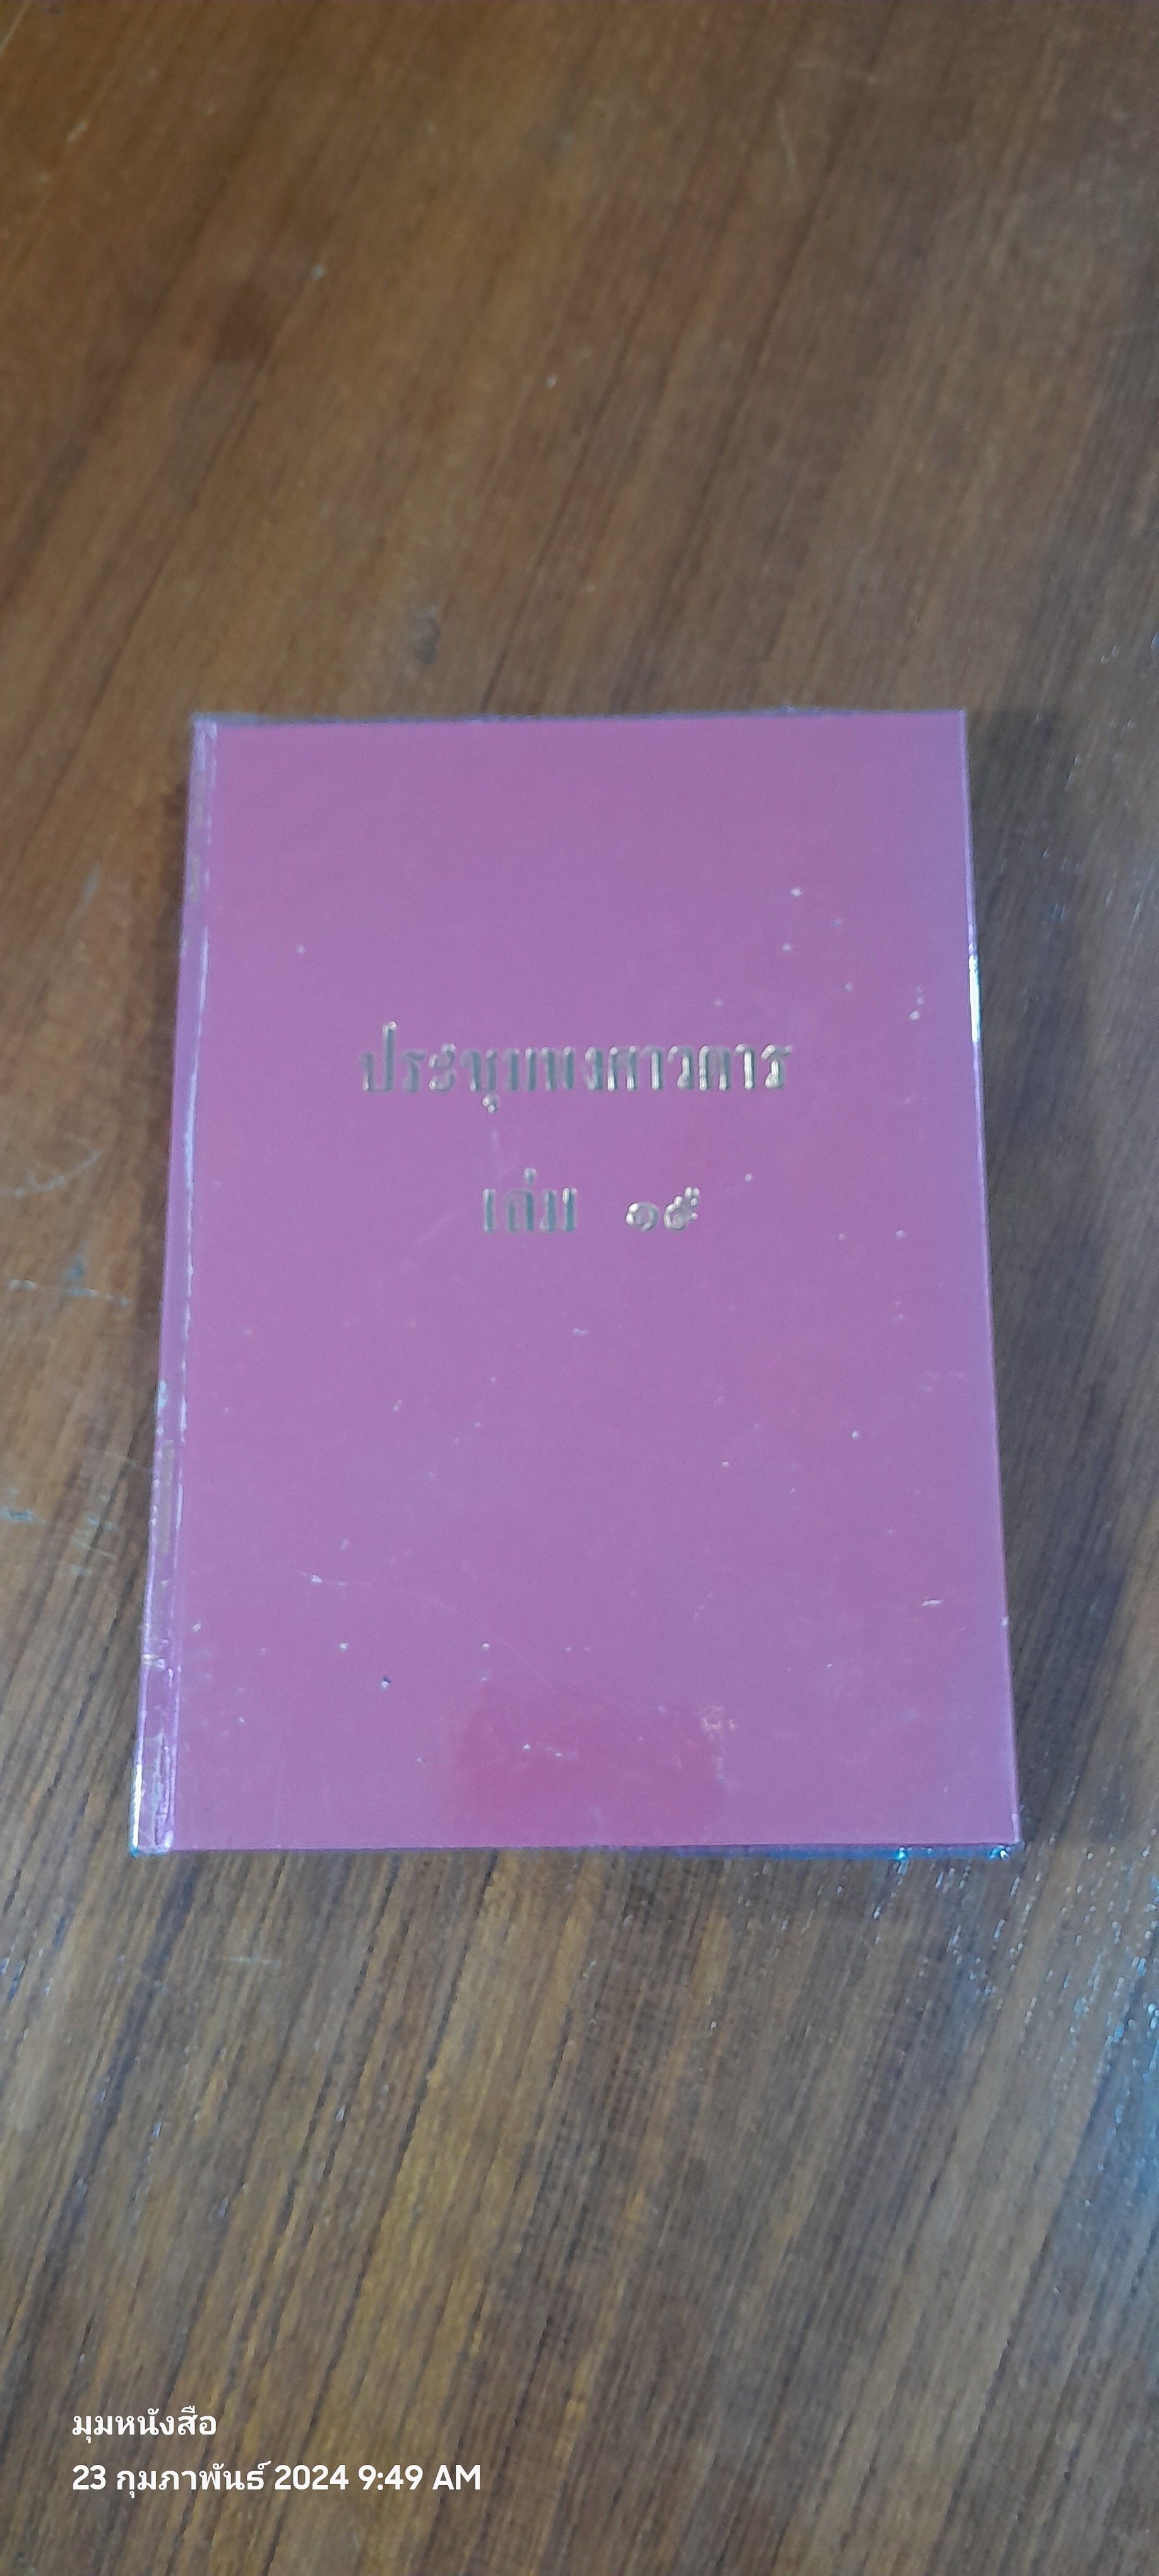 ประชุมพงศาวดาร
เล่ม ๑๙
มุมหนังสือ
23 กุมภาพันธ์ 2024 9:49 AM